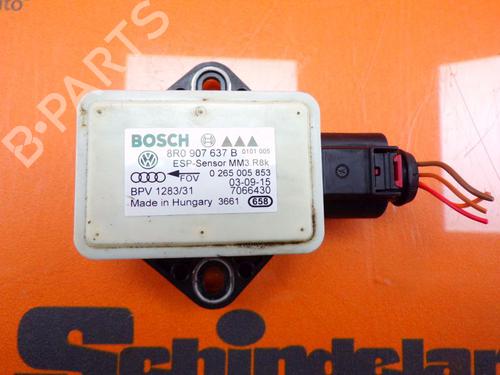 uto
B-PARTS
BOSCH
8R0 907 637 B 0101 005
ESP-Sensor MM3 R8k
FOV 0 265 005 853
03-09-15
BPV 1283/31 7066430
Made in Hungary 3661 658
Schindelar